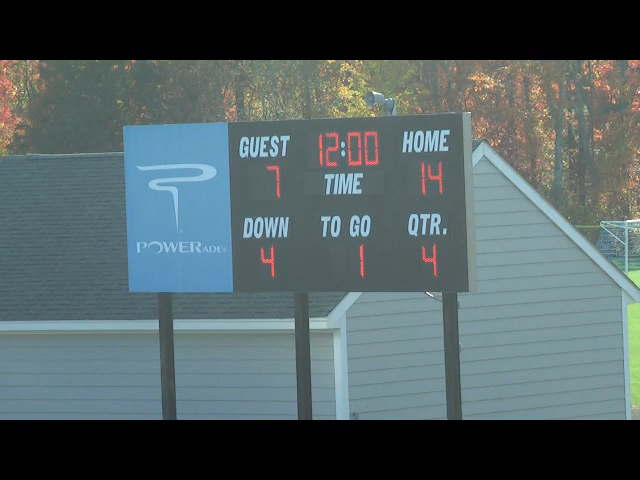 GUEST 12:00 HOME
7 TIME 14
DOWN TO GO QTR.
4 1 4
POWERADE